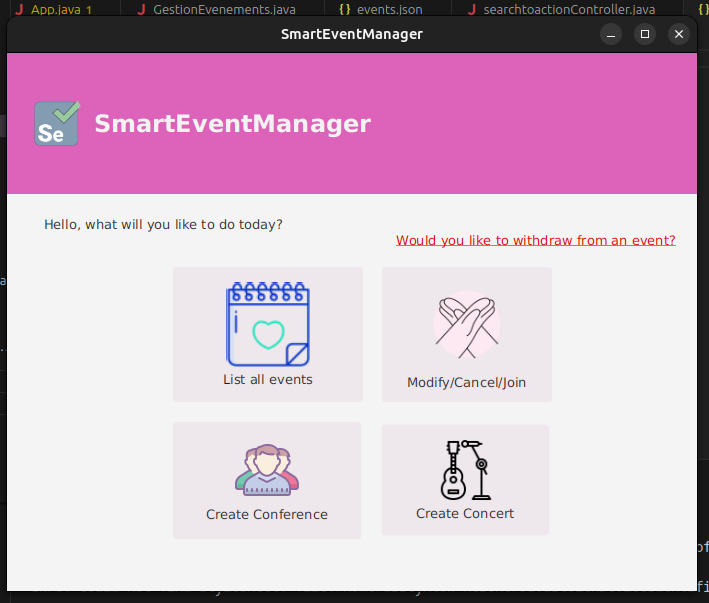 App.java 1 GestionEvenements.java events.json searchtoactionController.java
SmartEventManager
Se SmartEventManager
Hello, what will you like to do today?
Would you like to withdraw from an event?
List all events
Modify/Cancel/Join
Create Conference
Create Concert